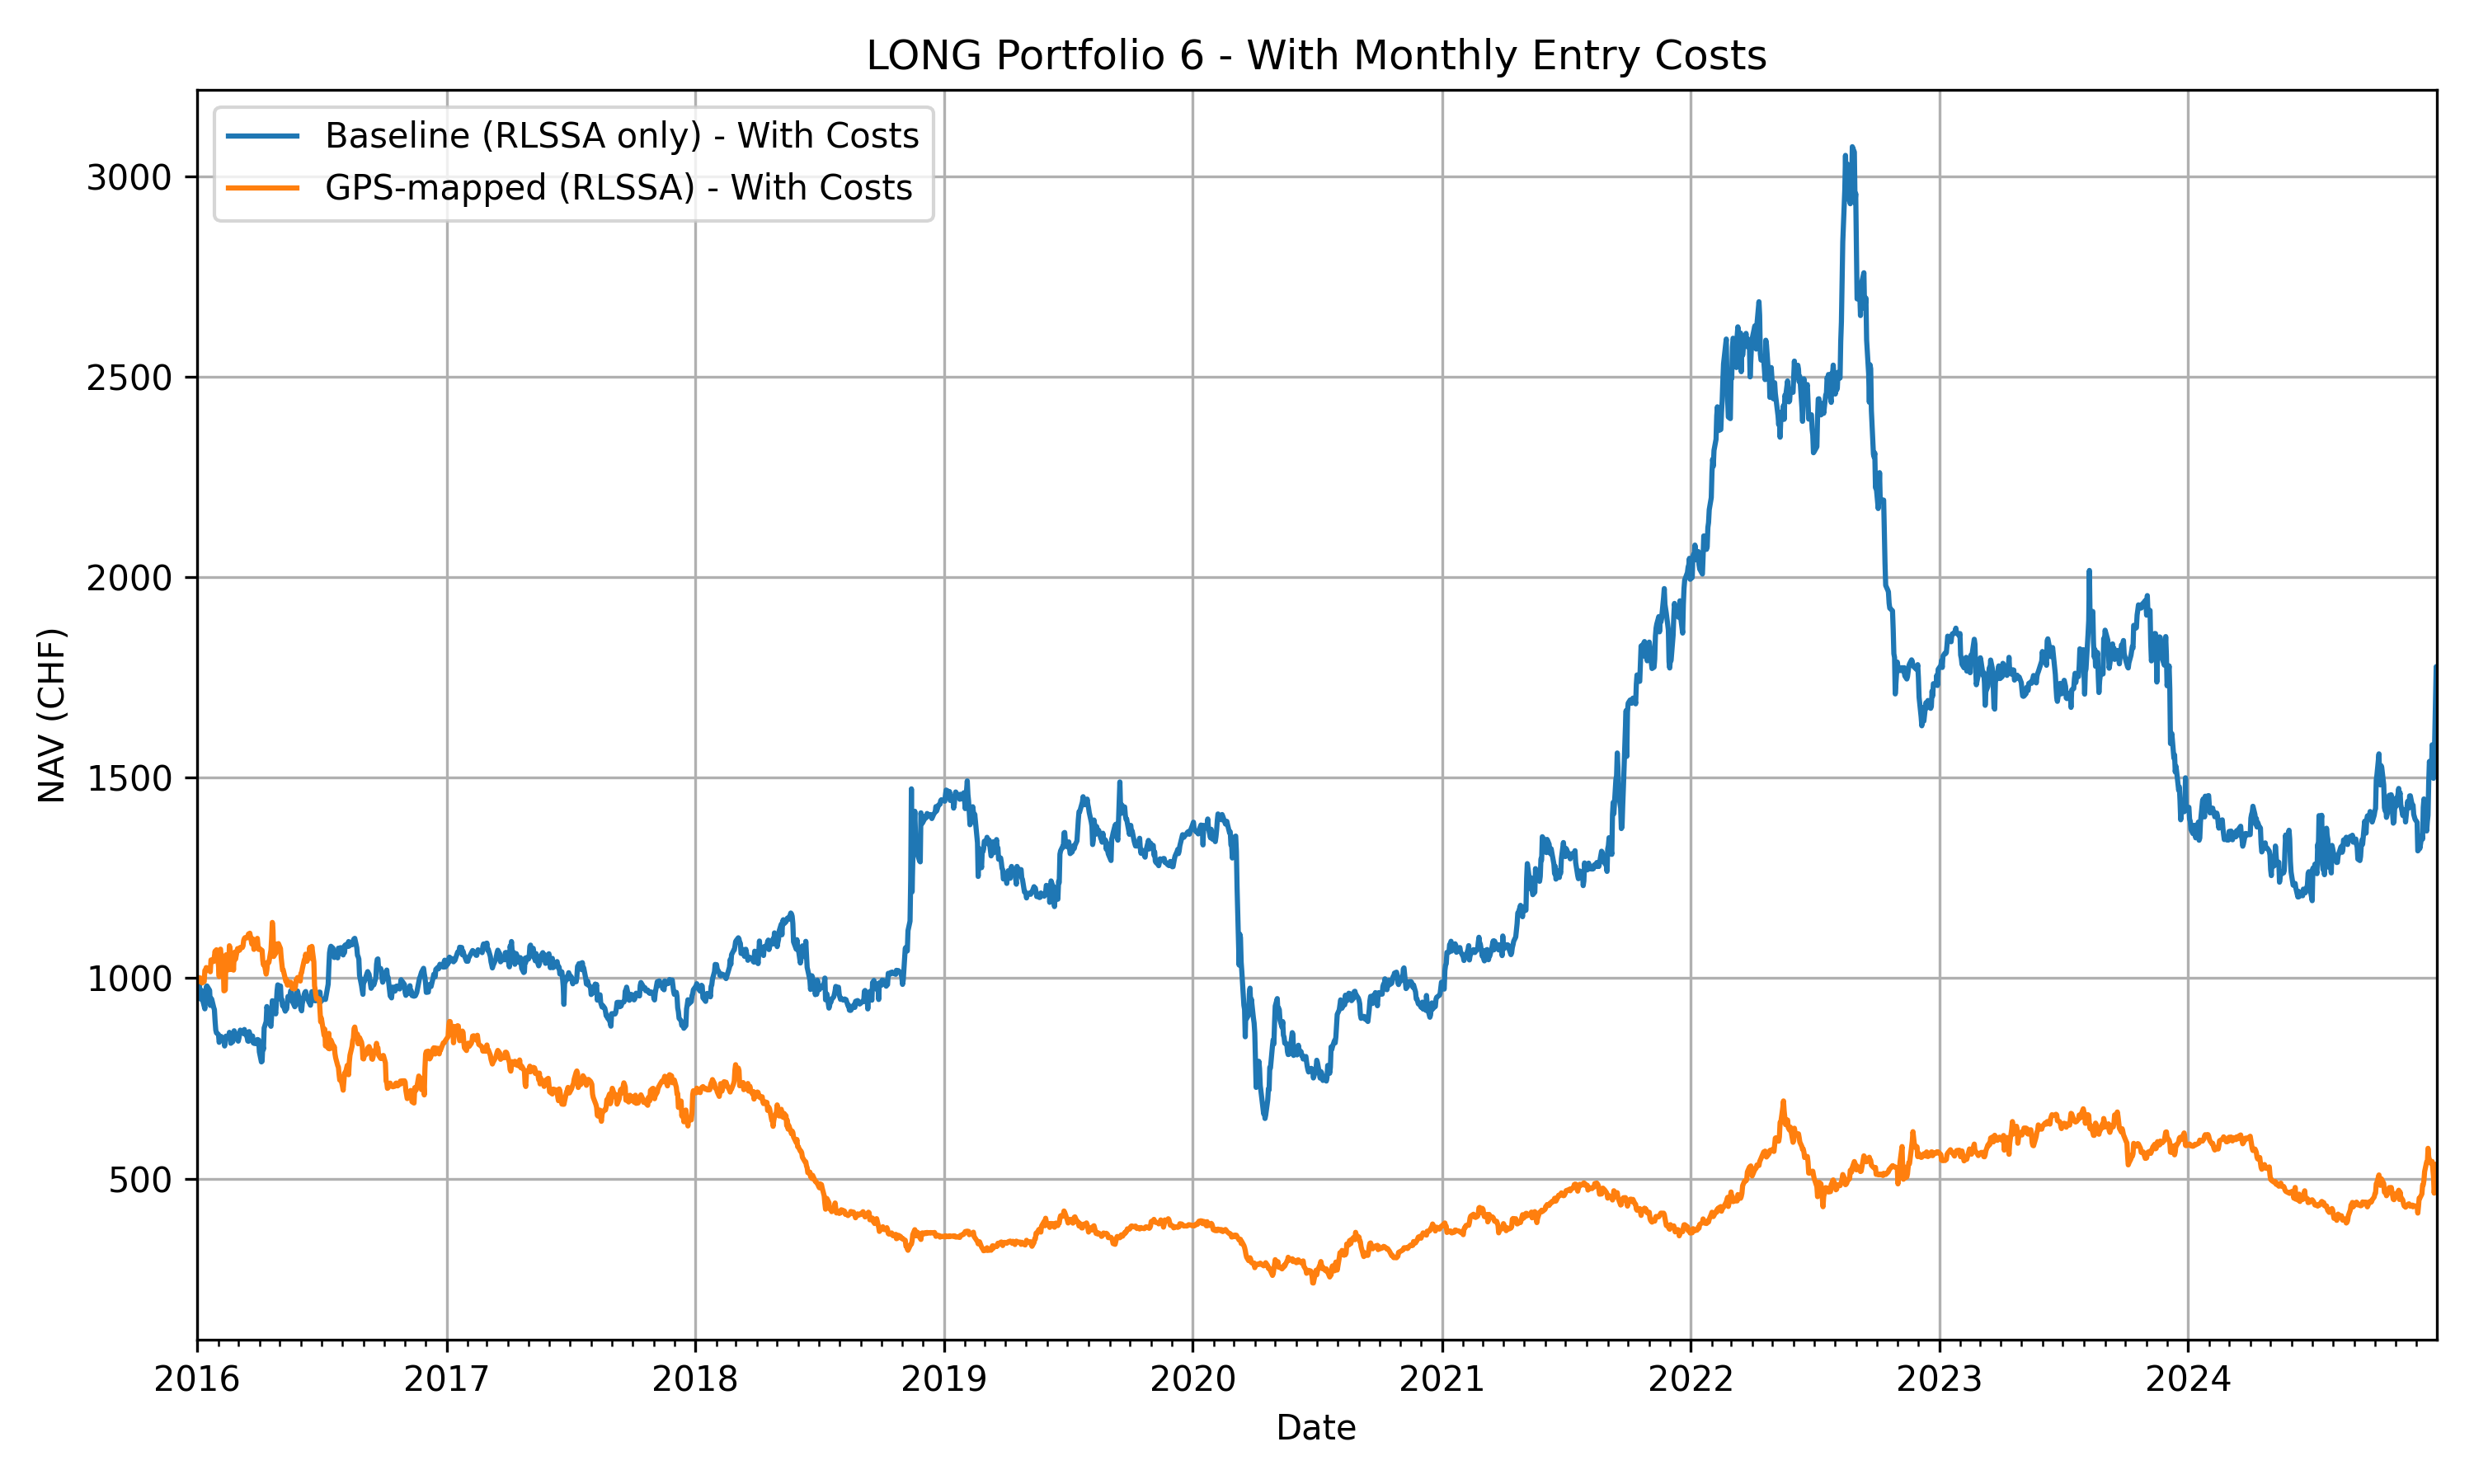 LONG Portfolio 6 - With Monthly Entry Costs
Baseline (RLSSA only) - With Costs
GPS-mapped (RLSSA) - With Costs
3000
2500
2000
1500
1000
500
NAV (CHF)
2016 2017 2018 2019 2020 2021 2022 2023 2024
Date